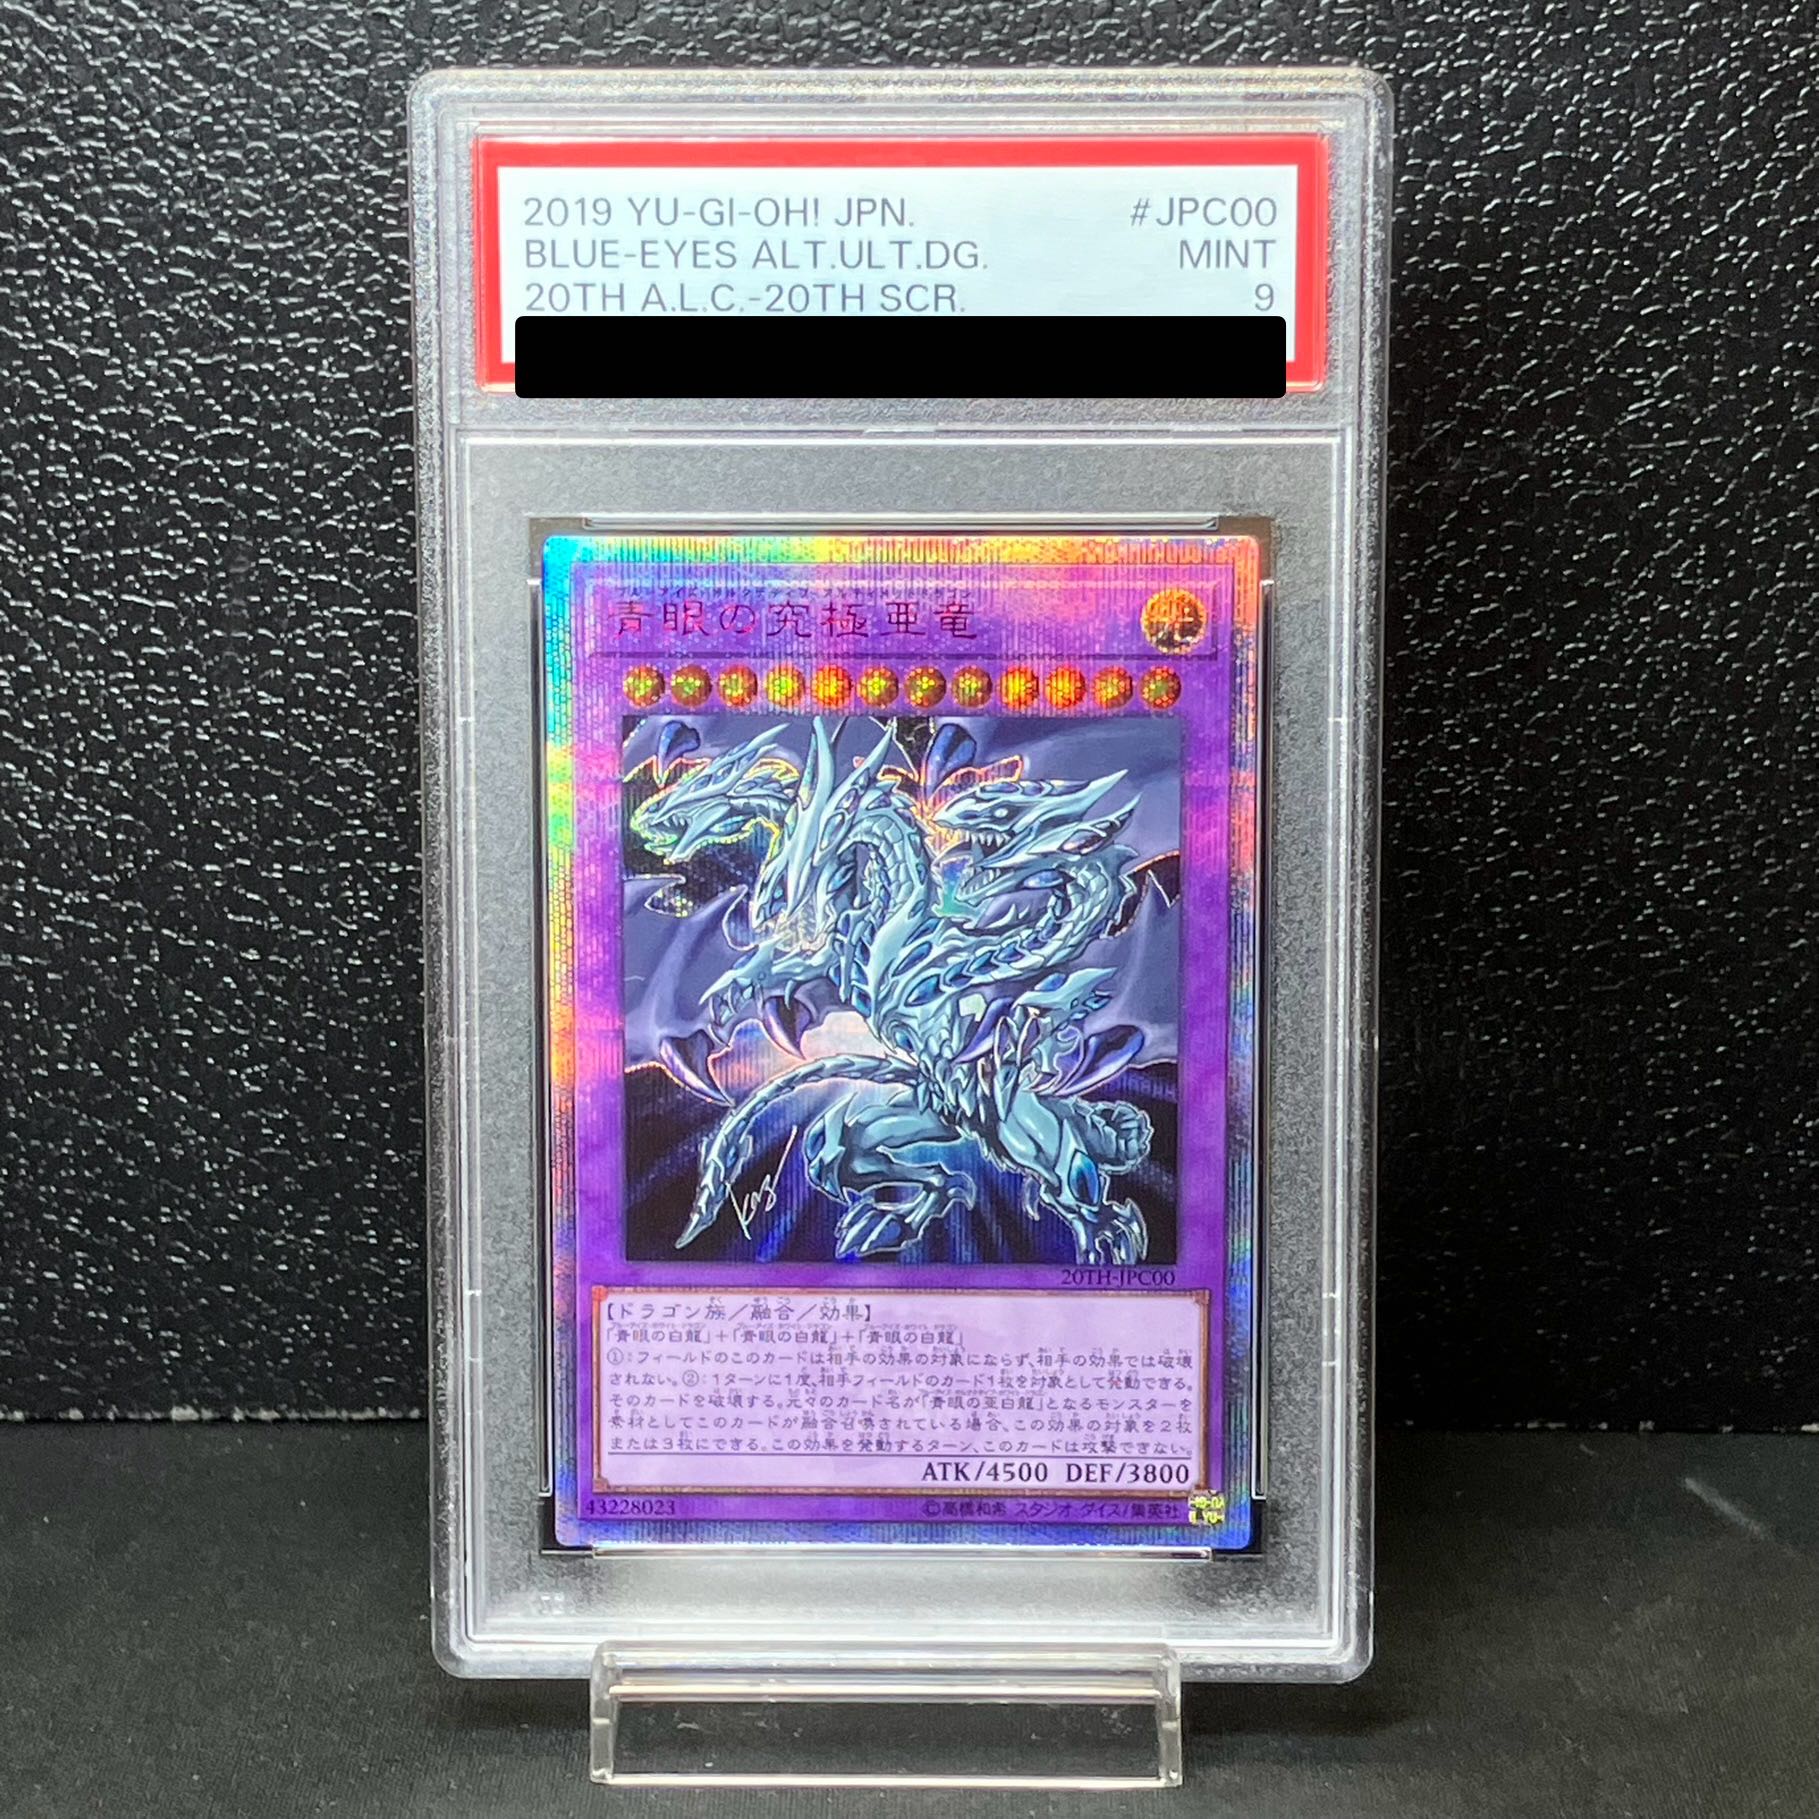 2019 YU-GI-OH! JPN. #JPC00
BLUE-EYES ALT.ULT.DG. MINT
20TH A.L.C.-20TH SCR. 9
青眼の究極亜竜
光
20TH-JPC00
【ドラゴン族／融合／効果】
「青眼の白龍」＋「青眼の白龍」＋「青眼の白龍」
①：フィールドのこのカードは相手の効果の対象にならず、相手の効果では破壊
されない。②：1ターンに1度、相手フィールドのカード1枚を対象として発動できる。
そのカードを破壊する。元々のカード名が「青眼の亜白龍」となるモンスターを
素材としてこのカードが融合召喚されている場合、この効果の対象を２枚
または３枚にできる。この効果を発動するターン、このカードは攻撃できない。
ATK/4500 DEF/3800
43228023 ©高橋和希 スタジオ・ダイス/集英社